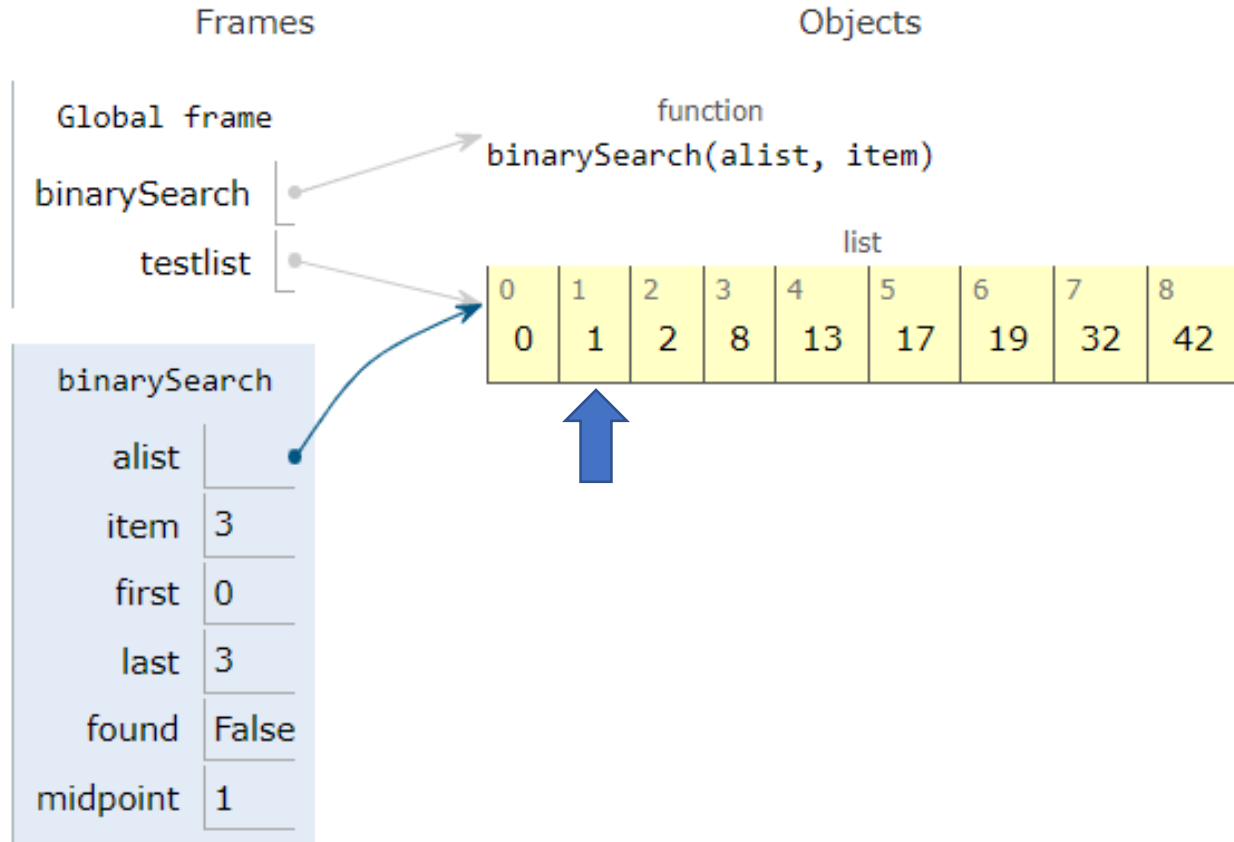 Frames
Objects
Global frame
binarySearch
testlist
function
binarySearch(alist, item)
list
0 1 2 3 4 5 6 7 8
0 1 2 8 13 17 19 32 42
binarySearch
alist
item 3
first 0
last 3
found False
midpoint 1